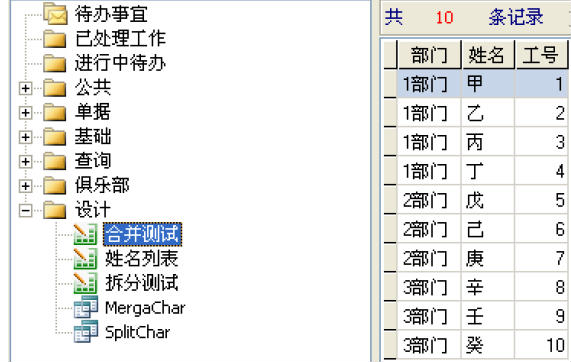 待办事宜
已处理工作
进行中待办
公共
单据
基础
查询
俱乐部
设计
合并测试
姓名列表
拆分测试
MergaChar
SplitChar
共 10 条记录
部门 姓名 工号
1部门 甲 1
1部门 乙 2
1部门 丙 3
1部门 丁 4
2部门 戊 5
2部门 己 6
2部门 庚 7
3部门 辛 8
3部门 壬 9
3部门 癸 10